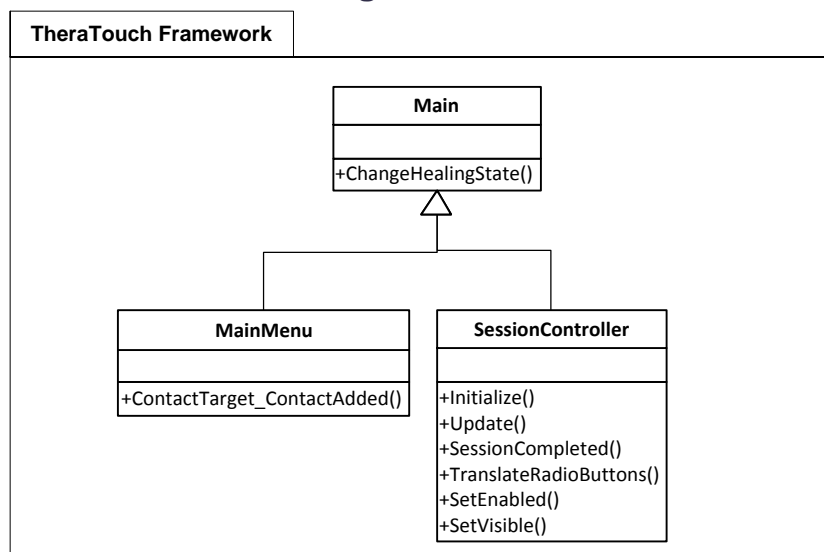 TheraTouch Framework
Main
+ChangeHealingState()
MainMenu
+ContactTarget_ContactAdded()
SessionController
+Initialize()
+Update()
+SessionCompleted()
+TranslateRadioButtons()
+SetEnabled()
+SetVisible()